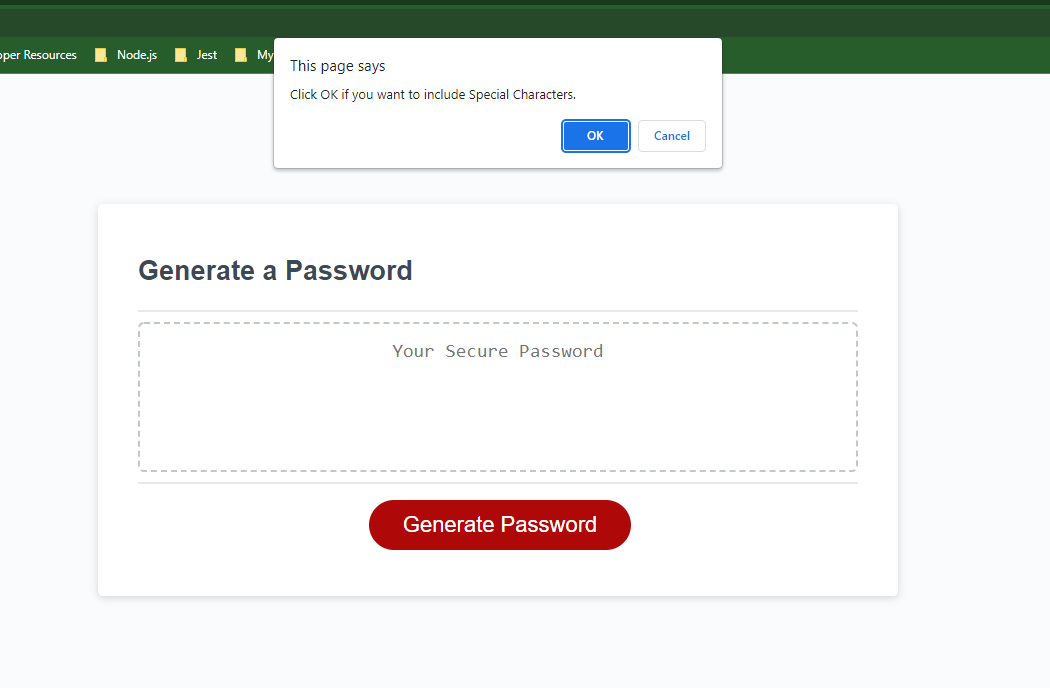 per Resources Node.js Jest My
This page says
Click OK if you want to include Special Characters.
OK Cancel
Generate a Password
Your Secure Password
Generate Password